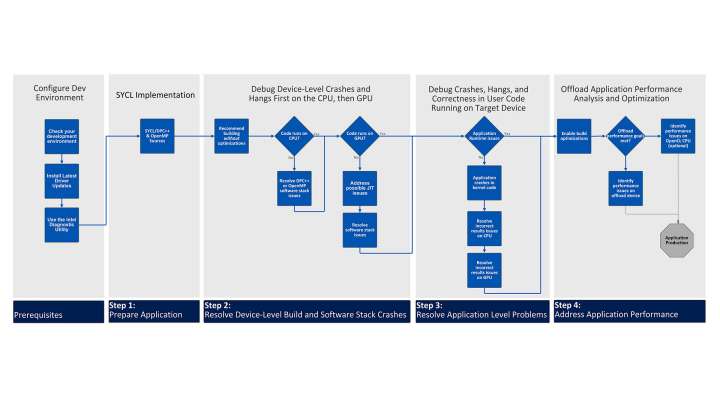 Configure Dev
Environment
Check your
development
environment
Install Latest
Driver
Updates
Use the Intel
Diagnostic
Utility
Prerequisites
SYCL Implementation
SYCL/DPC++
& OpenMP
Sources
Step 1:
Prepare Application
Debug Device-Level Crashes and
Hangs First on the CPU, then GPU
Recommend
building
without
optimizations
Code runs on
CPU?
Yes
No
Resolve DPC++
or OpenMP
software stack
issues
Code runs on
GPU?
Yes
No
Address
possible JIT
issues
Resolve
software stack
issues
Step 2:
Resolve Device-Level Build and Software Stack Crashes
Debug Crashes, Hangs, and
Correctness in User Code
Running on Target Device
Application
Runtime issues
Yes
No
Application
crashes in
kernel code
Resolve
incorrect
results issues
on CPU
Resolve
incorrect
results issues
on GPU
Step 3:
Resolve Application Level Problems
Offload Application Performance
Analysis and Optimization
Enable build
optimizations
Offload
performance goals
met?
Identify
performance
issues on
OpenCL CPU
(optional)
Identify
performance
issues on
offload device
Application
Production
Step 4:
Address Application Performance